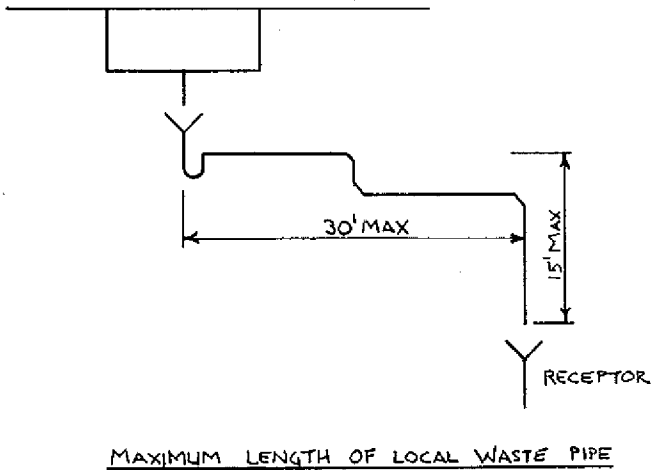 30' MAX
15' MAX
RECEPTOR
MAXIMUM LENGTH OF LOCAL WASTE PIPE